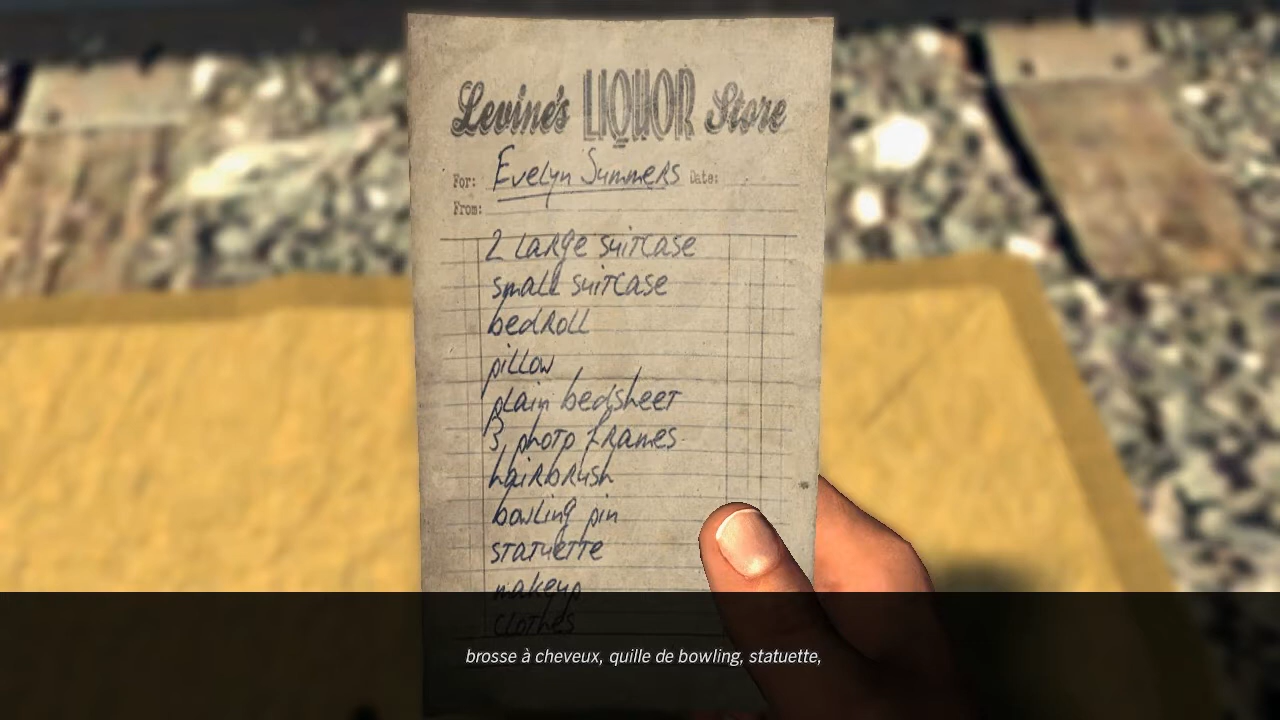 Levine's LIQUOR Store
For: Evelyn Summers Date:
From:
2 large suitcase
small suitcase
bedroll
pillow
plain bedsheet
3 photo frames
hairbrush
bowling pin
statuette
makeup
clothes
brosse à cheveux, quille de bowling, statuette,